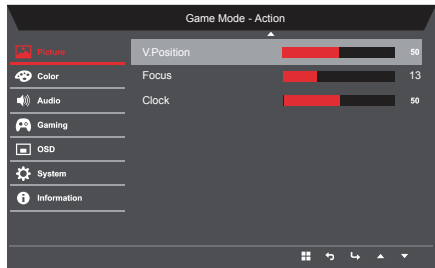 Game Mode - Action
Picture
V.Position 50
Color
Focus 13
Audio
Clock 50
Gaming
OSD
System
Information